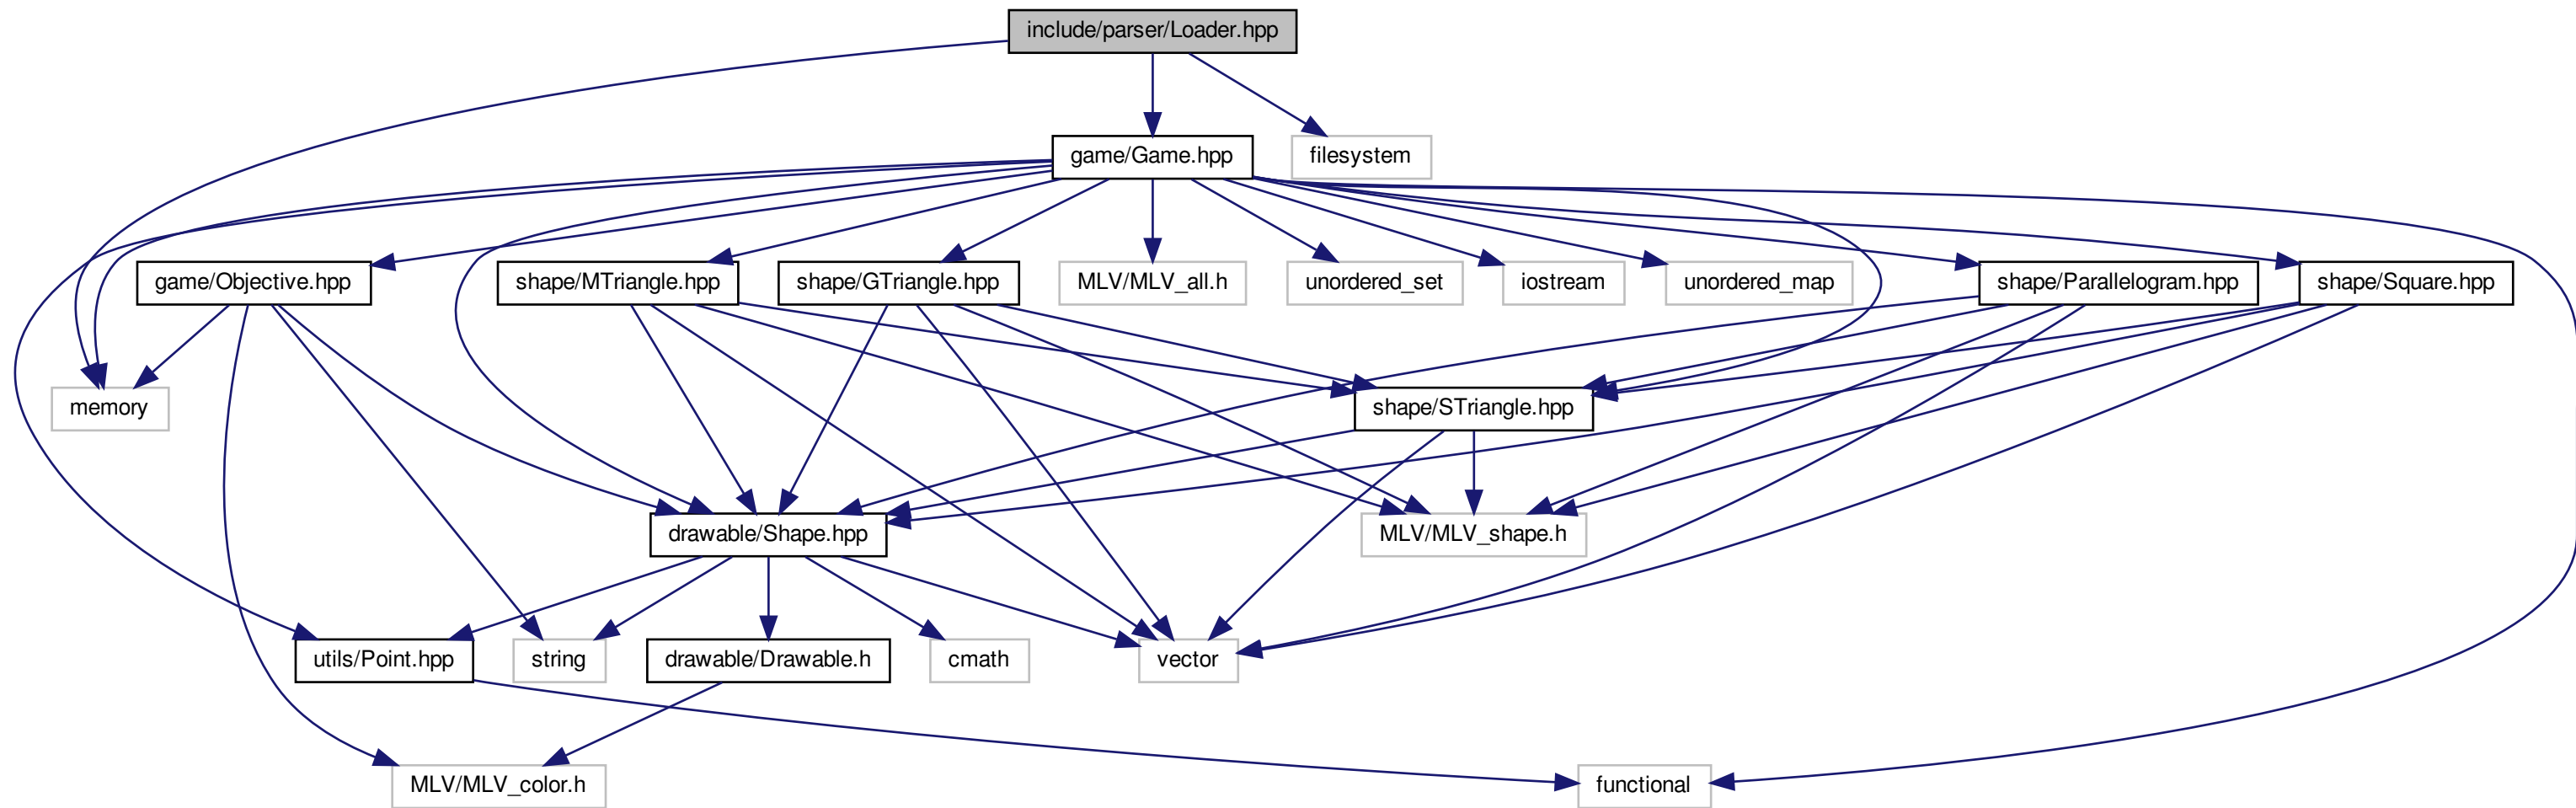 include/parser/Loader.hpp
game/Game.hpp
filesystem
game/Objective.hpp
shape/MTriangle.hpp
shape/GTriangle.hpp
MLV/MLV_all.h
unordered_set
iostream
unordered_map
shape/Parallelogram.hpp
shape/Square.hpp
memory
shape/STriangle.hpp
drawable/Shape.hpp
MLV/MLV_shape.h
utils/Point.hpp
string
drawable/Drawable.h
cmath
vector
MLV/MLV_color.h
functional